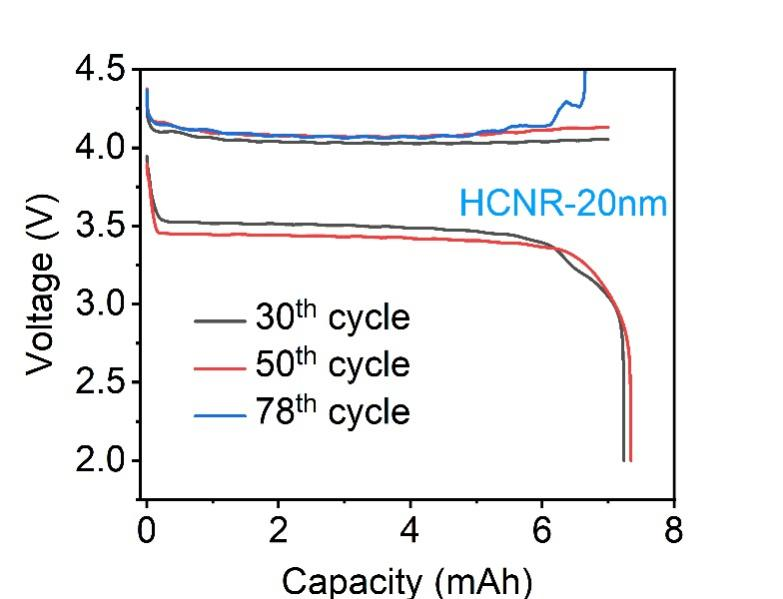 4.5
4.0
3.5
3.0
2.5
2.0
Voltage (V)
HCNR-20nm
30th cycle
50th cycle
78th cycle
0 2 4 6 8
Capacity (mAh)